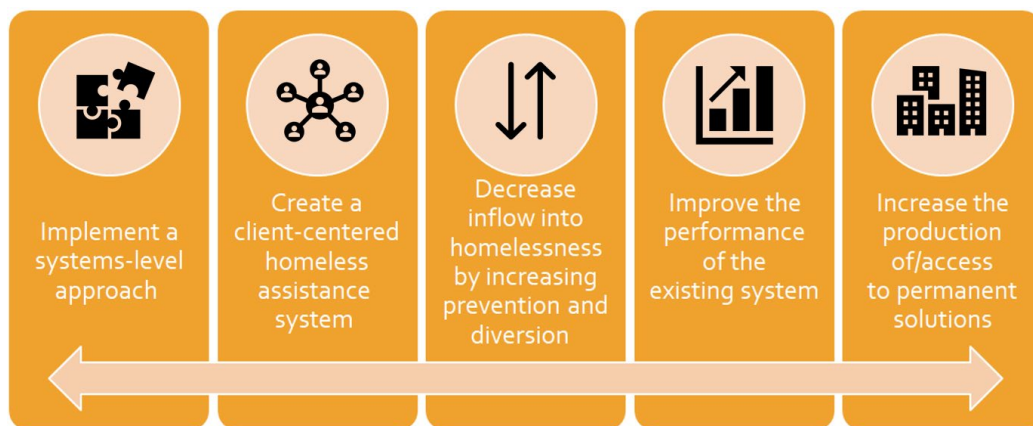 Implement a
systems-level
approach
Create a
client-centered
homeless
assistance
system
Decrease
inflow into
homelessness
by increasing
prevention and
diversion
Improve the
performance
of the
existing system
Increase the
production
of/access
to permanent
solutions